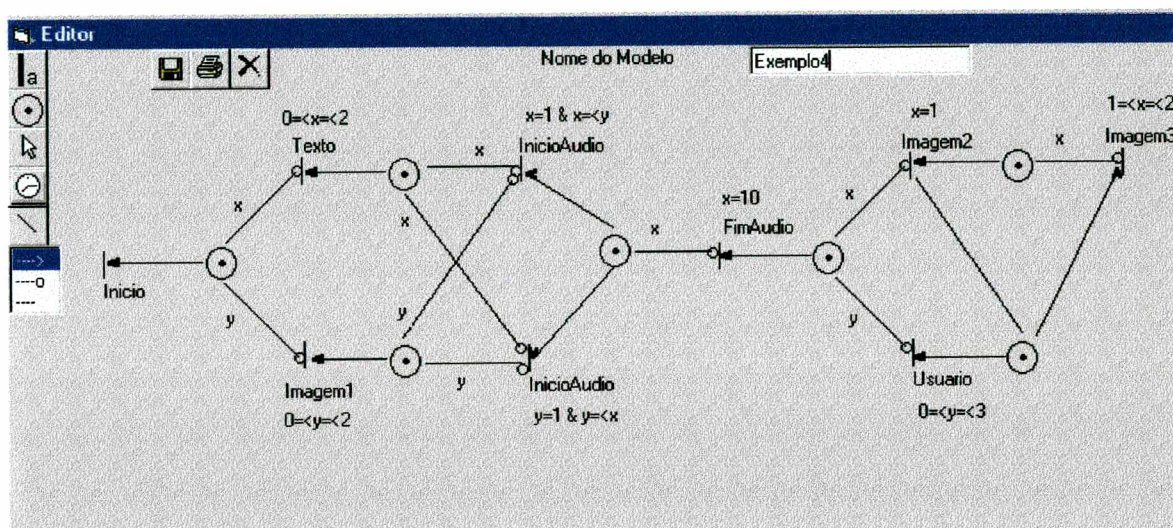 Editor
Nome do Modelo
Exemplo4
a
0=<x=<2
Texto
x=1 & x=<y
InicioAudio
x=1
Imagem2
1=<x=<2
Imagem3
x
x
x
x
x
x=10
FimAudio
x
Inicio
y
y
y
y
Imagem1
0=<y=<2
InicioAudio
y=1 & y=<x
Usuario
0=<y=<3